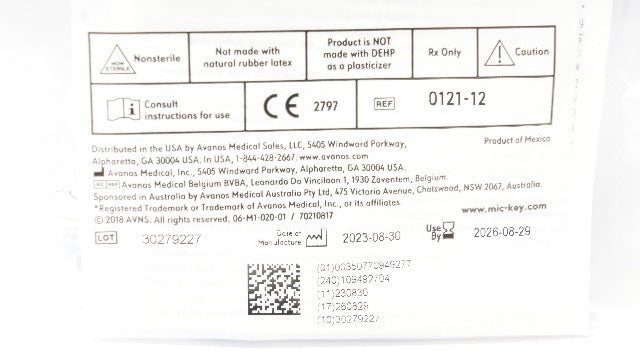 NON STERILE Nonsterile
Not made with
natural rubber latex
Product is NOT
made with DEHP
as a plasticizer
Rx Only
Caution
Consult
instructions for use
CE 2797
REF 0121-12
Distributed in the USA by Avanos Medical Sales, LLC, 5405 Windward Parkway,
Product of Mexico
Alpharetta, GA 30004 USA. In USA, 1-844-428-2667. www.avanos.com
Avanos Medical, Inc., 5405 Windward Parkway, Alpharetta, GA 30004 USA.
EC REP Avanos Medical Belgium BVBA, Leonardo Da Vincilaan 1, 1930 Zaventem, Belgium.
Sponsored in Australia by Avanos Medical Australia Pty Ltd, 475 Victoria Avenue, Chatswood, NSW 2067, Australia.
*Registered Trademark or Trademark of Avanos Medical, Inc., or its affiliates.
www.mic-key.com
© 2018 AVNS. All rights reserved. 06-M1-020-01 / 70210817
LOT 30279227
Date of
Manufacture 2023-08-30
Use
By 2026-08-29
(01)00350770949277
(240)109482704
(11)230830
(17)260829
(10)30279227